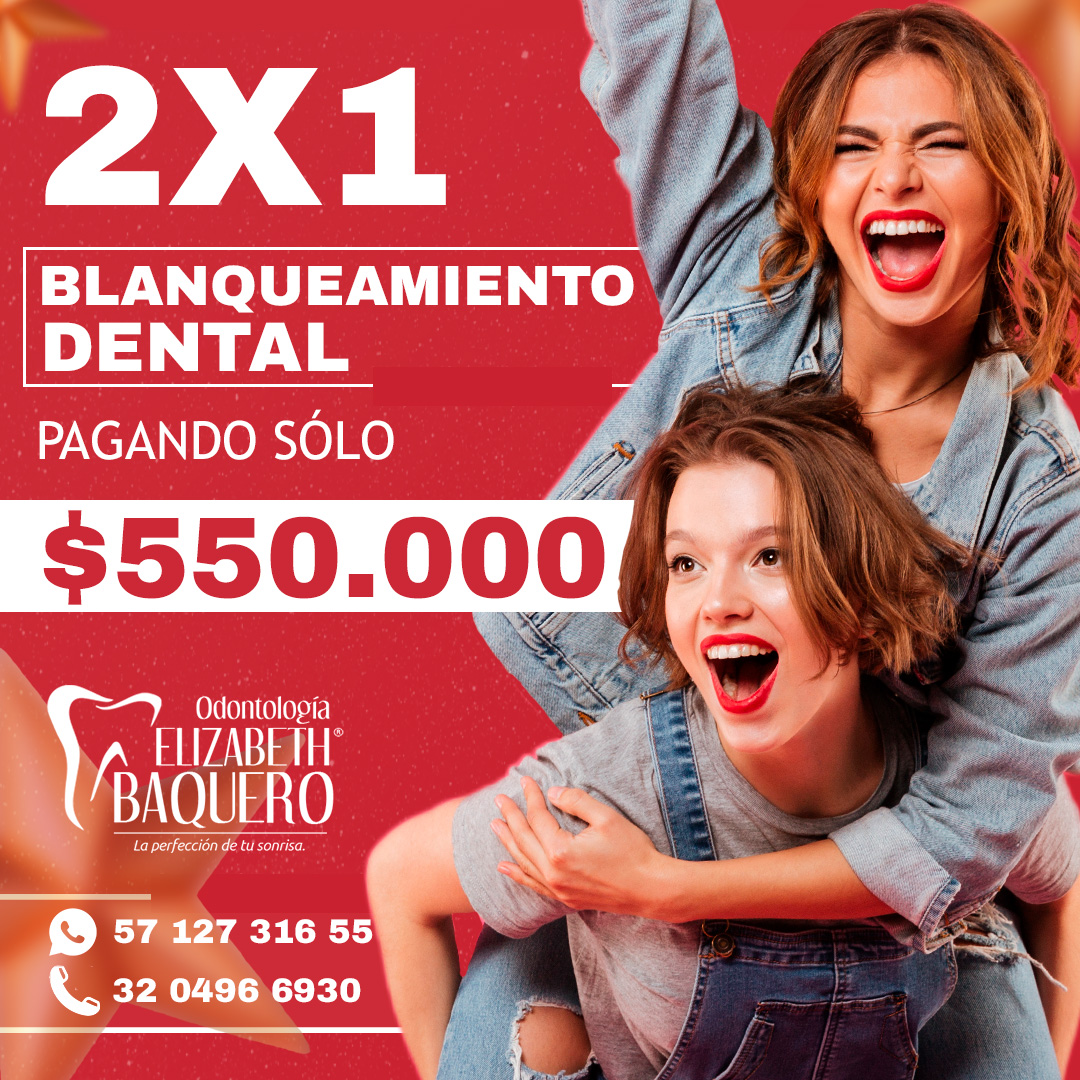 2X1
BLANQUEAMIENTO
DENTAL
PAGANDO SÓLO
$550.000
Odontología
ELIZABETH®
BAQUERO
La perfección de tu sonrisa.
57 127 316 55
32 0496 6930